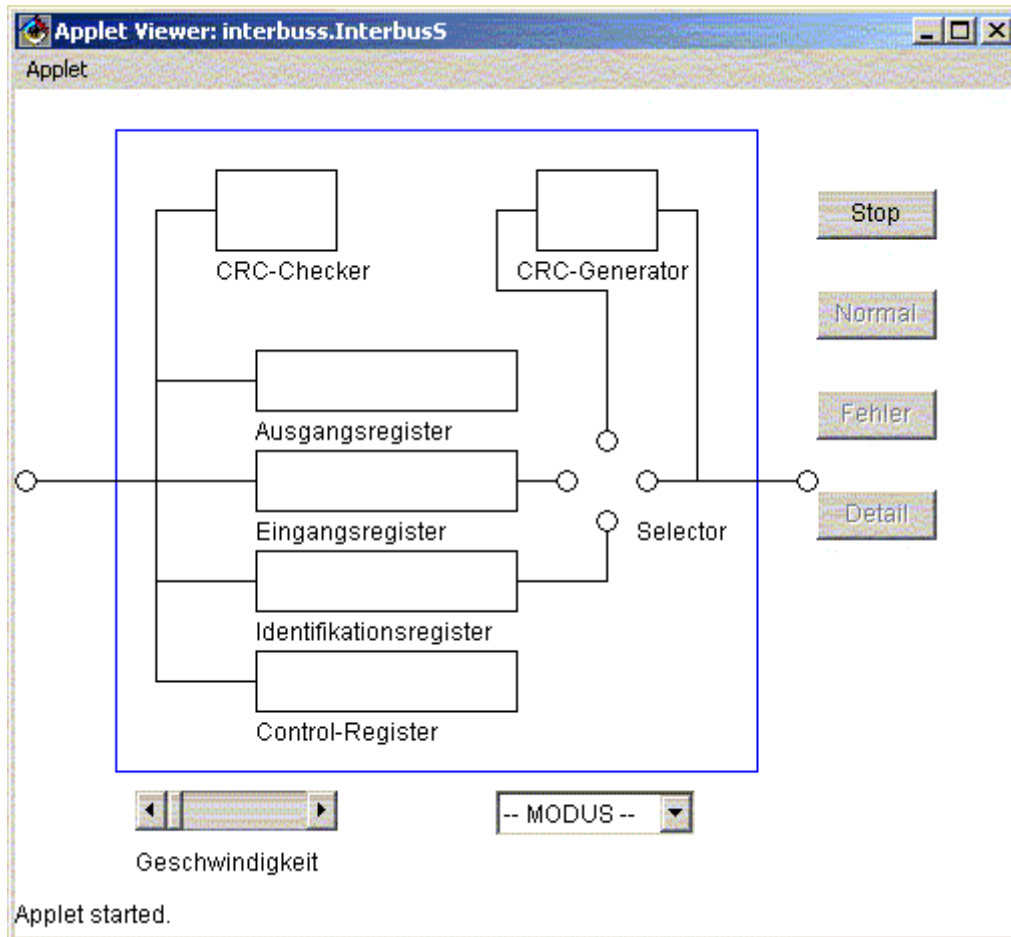 Applet Viewer: interbuss.InterbusS
Applet
Stop
CRC-Checker
CRC-Generator
Normal
Fehler
Ausgangsregister
Detail
Eingangsregister
Selector
Identifikationsregister
Control-Register
-- MODUS --
Geschwindigkeit
Applet started.